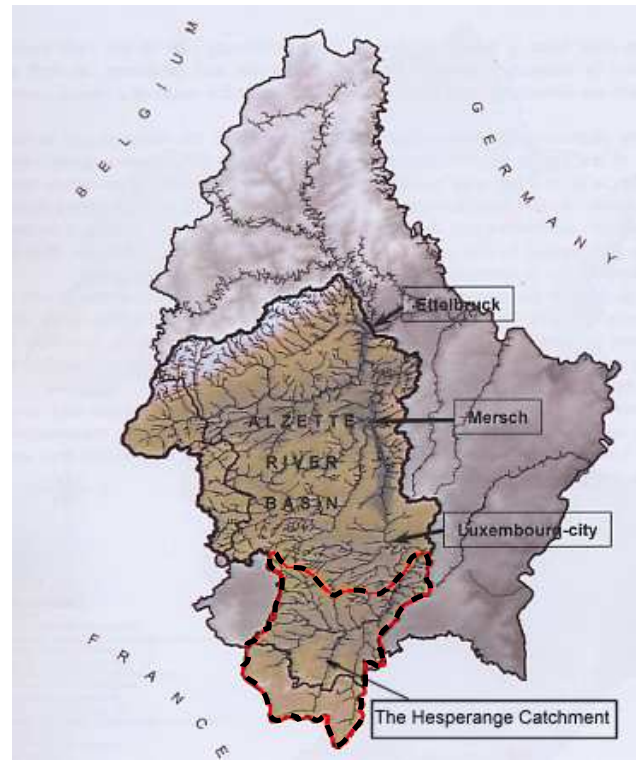 BELGIUM
GERMANY
Ettelbruck
ALZETTE
Mersch
RIVER
BASIN
Luxembourg-city
FRANCE
The Hesperange Catchment